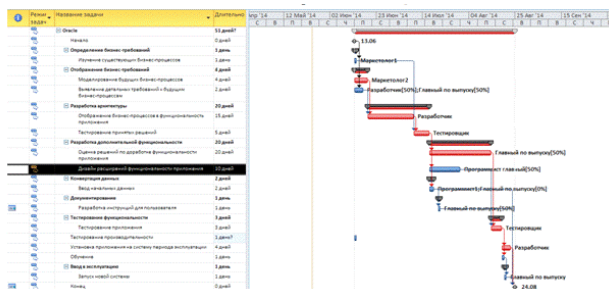 Режим задач Название задачи Длительно
Апр '14 12 Май '14 02 Июн '14 23 Июн '14 14 Июл '14 04 Авг '14 25 Авг '14 15 Сен '14
С В П В С Ч П С В П В С Ч П С В
Oracle 53 дней?
Начало 0 дней
13.06
Определение бизнес-требований 1 день
Изучение существующих бизнес-процессов 1 день
Маркетолог1
Отображение бизнес-требований 6 дней
Моделирование будущих бизнес-процессов 4 дней
Маркетолог2
Выявление детальных требований к будущим бизнес-процессам 2 дней
Разработчик[50%];Главный по выпуску[50%]
Разработка архитектуры 20 дней
Отображение бизнес-процессов в функциональность приложения 15 дней
Разработчик
Тестирование принятых решений 5 дней
Тестировщик
Разработка дополнительной функциональности 20 дней
Оценка решений по доработке функциональности приложения 20 дней
Главный по выпуску[50%]
Дизайн расширений функциональности приложения 10 дней
Программист главный[50%]
Конвертация данных 2 дней
Ввод начальных данных 2 дней
Программист1;Главный по выпуску[0%]
Документирование 1 день
Разработка инструкций для пользователя 1 день
Главный по выпуску[50%]
Тестирование функциональности 3 дней
Тестирование приложения 3 дней
Тестировщик
Тестирование производительности 1 день?
Установка приложения на систему периода эксплуатации 4 дней
Разработчик
Обучение 1 день
Ввод в эксплуатацию 1 день
Запуск новой системы 1 день
Главный по выпуску
Конец 0 дней
24.08